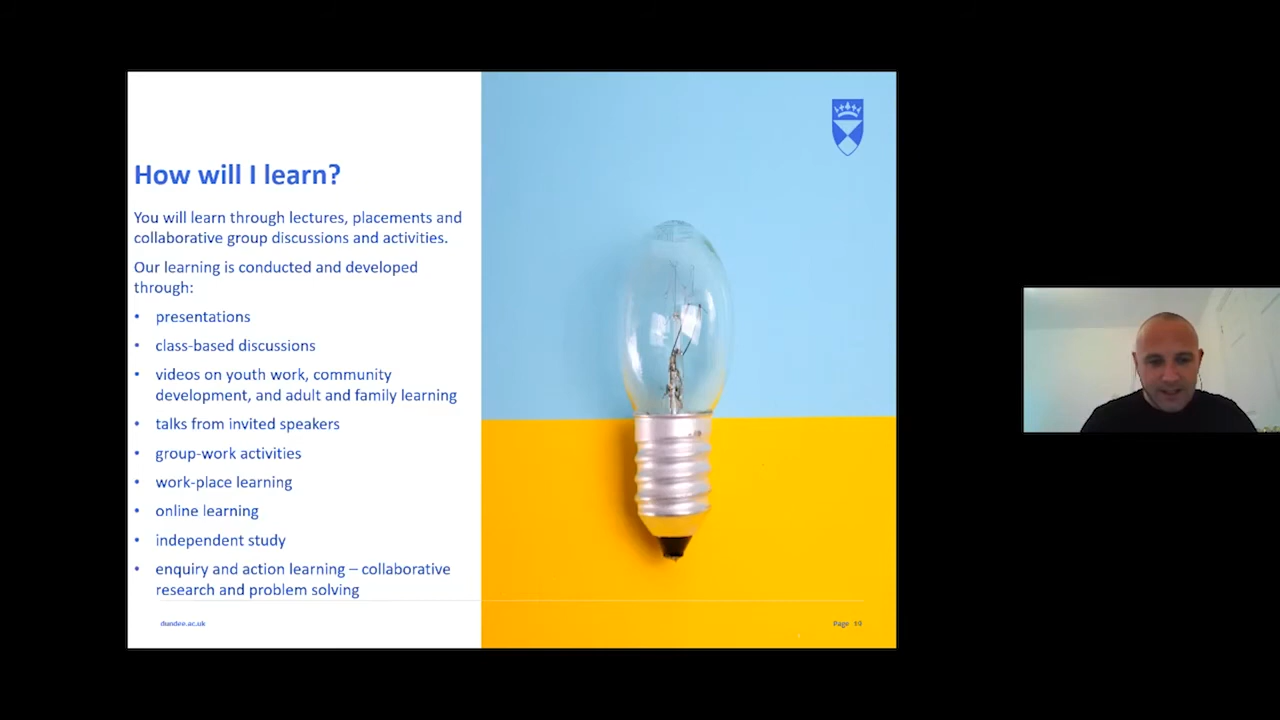 How will I learn?
You will learn through lectures, placements and
collaborative group discussions and activities.
Our learning is conducted and developed
through:
• presentations
• class-based discussions
• videos on youth work, community
development, and adult and family learning
• talks from invited speakers
• group-work activities
• work-place learning
• online learning
• independent study
• enquiry and action learning – collaborative
research and problem solving
dundee.ac.uk
Page 19